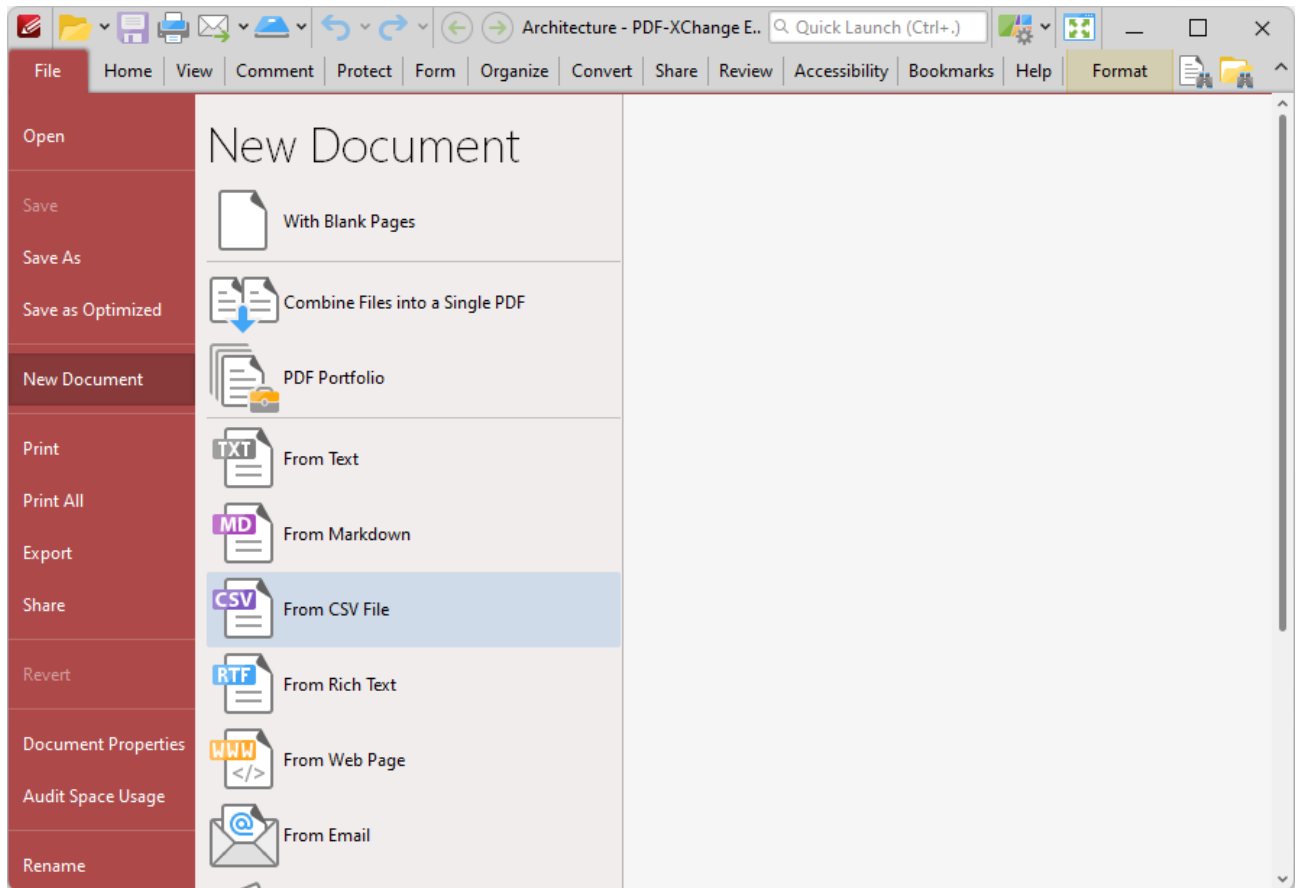 Architecture - PDF-XChange E..
Quick Launch (Ctrl+.)
File Home View Comment Protect Form Organize Convert Share Review Accessibility Bookmarks Help Format
Open
Save
Save As
Save as Optimized
New Document
Print
Print All
Export
Share
Revert
Document Properties
Audit Space Usage
Rename
New Document
With Blank Pages
Combine Files into a Single PDF
PDF Portfolio
TXT From Text
MD From Markdown
CSV From CSV File
RTF From Rich Text
WWW </> From Web Page
@ From Email